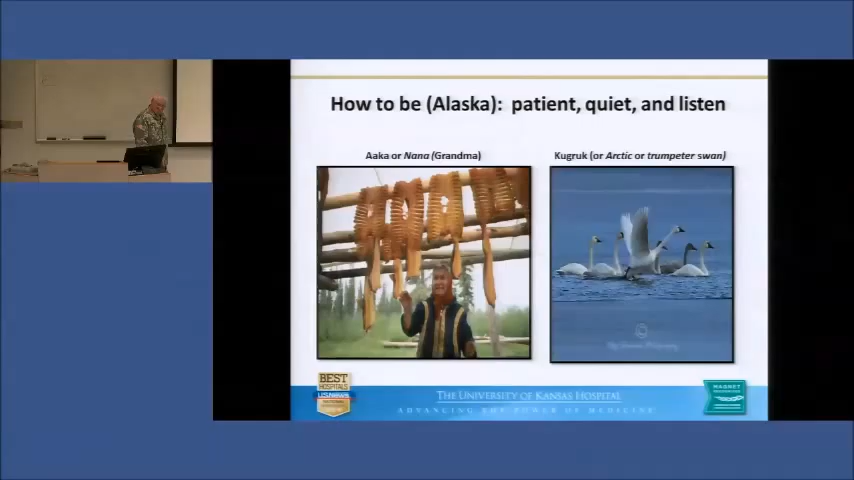 How to be (Alaska): patient, quiet, and listen
Aaka or Nana (Grandma)
Kugruk (or Arctic or trumpeter swan)
BEST
HOSPITALS
U.S.News
THE UNIVERSITY OF KANSAS HOSPITAL
ADVANCING THE POWER OF MEDICINE
MAGNET